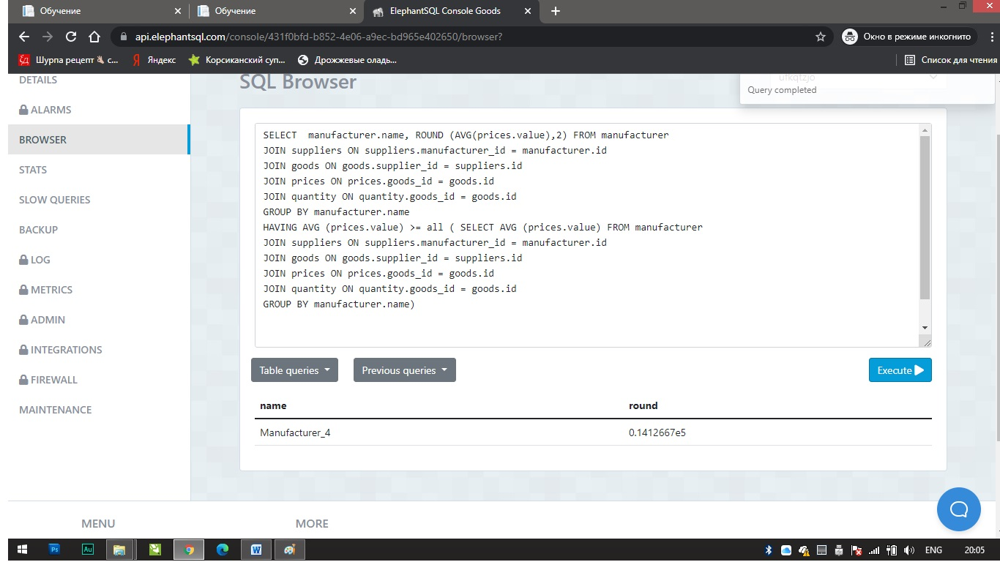 Обучение
Обучение
ElephantSQL Console Goods
api.elephantsql.com/console/431f0bfd-b852-4e06-a9ec-bd965e402650/browser?
Окно в режиме инкогнито
Шурпа рецепт с...
Яндекс
Корсиканский суп...
Дрожжевые оладь...
Список для чтения
DETAILS
ALARMS
BROWSER
STATS
SLOW QUERIES
BACKUP
LOG
METRICS
ADMIN
INTEGRATIONS
FIREWALL
MAINTENANCE
SQL Browser
ufkqfzjo
Query completed
SELECT  manufacturer.name, ROUND (AVG(prices.value),2) FROM manufacturer
JOIN suppliers ON suppliers.manufacturer_id = manufacturer.id
JOIN goods ON goods.supplier_id = suppliers.id
JOIN prices ON prices.goods_id = goods.id
JOIN quantity ON quantity.goods_id = goods.id
GROUP BY manufacturer.name
HAVING AVG (prices.value) >= all ( SELECT AVG (prices.value) FROM manufacturer
JOIN suppliers ON suppliers.manufacturer_id = manufacturer.id
JOIN goods ON goods.supplier_id = suppliers.id
JOIN prices ON prices.goods_id = goods.id
JOIN quantity ON quantity.goods_id = goods.id
GROUP BY manufacturer.name)
Table queries
Previous queries
Execute
name round
Manufacturer_4 0.1412667e5
MENU
MORE
Ps
Au
W
ENG
20:05